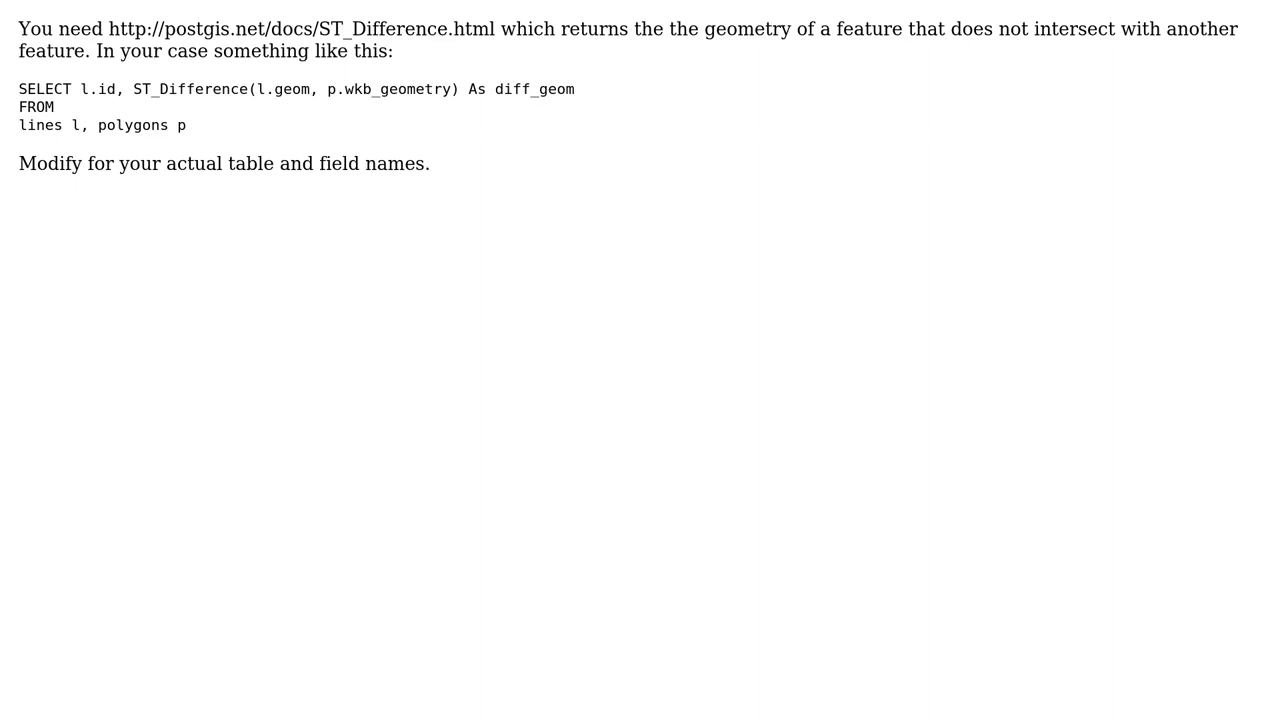 You need http://postgis.net/docs/ST_Difference.html which returns the the geometry of a feature that does not intersect with another
feature. In your case something like this:
SELECT l.id, ST_Difference(l.geom, p.wkb_geometry) As diff_geom
FROM
lines l, polygons p
Modify for your actual table and field names.